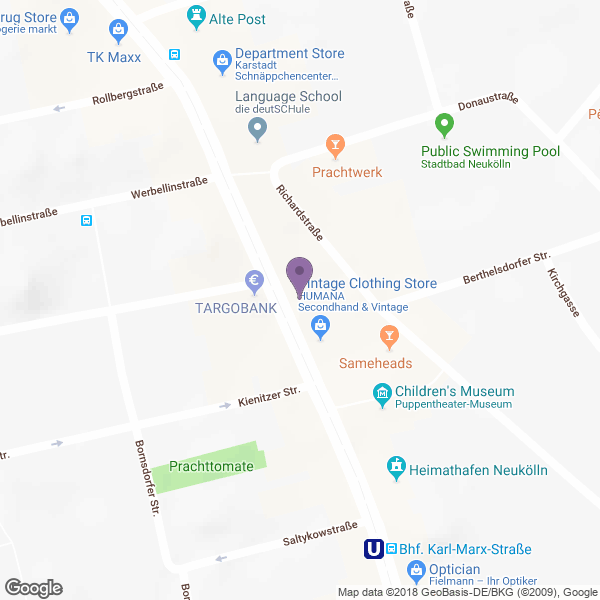 rug Store
ogerie markt
TK Maxx
Alte Post
Department Store
Karstadt
Schnäppchencenter...
Rollbergstraße
Language School
die deutSCHule
Donaustraße
Prachtwerk
Public Swimming Pool
Stadtbad Neukölln
Werbellinstraße
bellinstraße
Richardstraße
Berthelsdorfer Str.
Kirchgasse
€
TARGOBANK
intage Clothing Store
HUMANA
Secondhand & Vintage
Sameheads
Kienitzer Str.
Children's Museum
Puppentheater-Museum
Bornsdorfer Str.
tr.
Prachttomate
Heimathafen Neukölln
Saltykowstraße
U
Bhf. Karl-Marx-Straße
Optician
Fielmann – Ihr Optiker
Google
Map data ©2018 GeoBasis-DE/BKG (©2009), Google